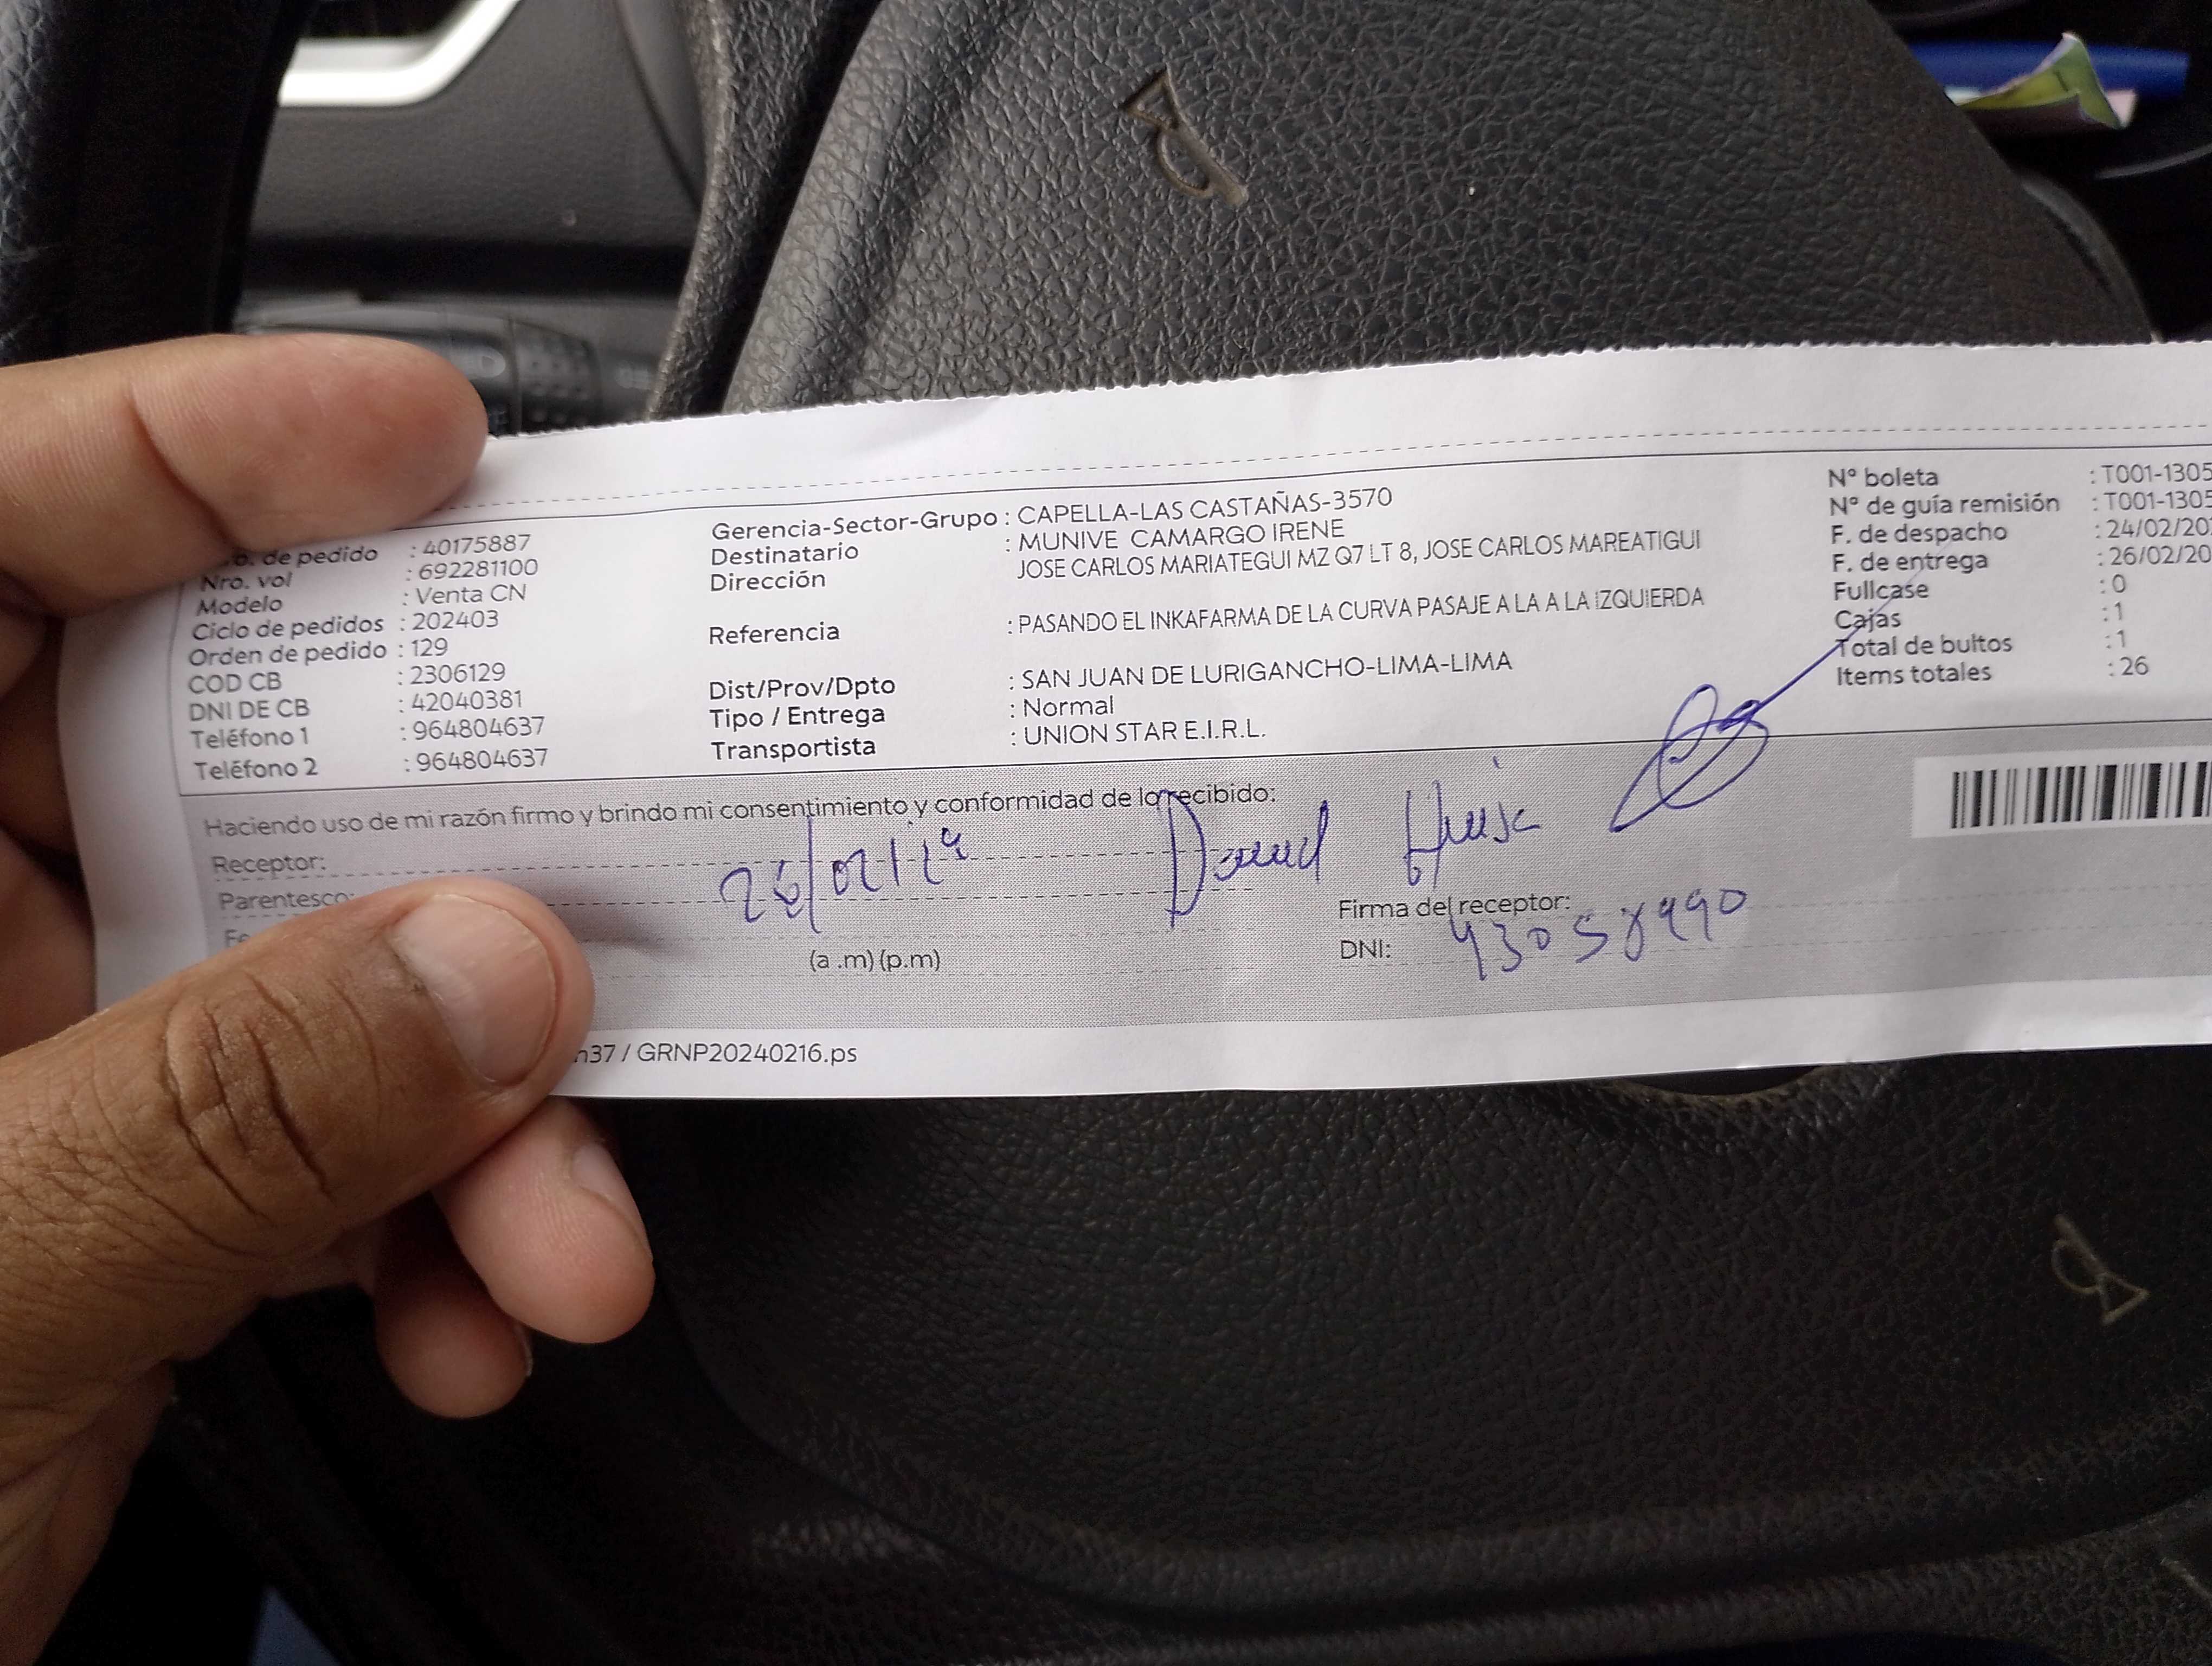 o. de pedido : 40175887
Nro. vol : 692281100
Modelo : Venta CN
Ciclo de pedidos : 202403
Orden de pedido : 129
COD CB : 2306129
DNI DE CB : 42040381
Teléfono 1 : 964804637
Teléfono 2 : 964804637
Gerencia-Sector-Grupo : CAPELLA-LAS CASTAÑAS-3570
Destinatario : MUNIVE CAMARGO IRENE
Dirección JOSE CARLOS MARIATEGUI MZ Q7 LT 8, JOSE CARLOS MAREATIGUI
Referencia : PASANDO EL INKAFARMA DE LA CURVA PASAJE A LA A LA IZQUIERDA
Dist/Prov/Dpto : SAN JUAN DE LURIGANCHO-LIMA-LIMA
Tipo / Entrega : Normal
Transportista : UNION STAR E.I.R.L.
Nº boleta : T001-1305
Nº de guía remisión : T001-1305
F. de despacho : 24/02/20
F. de entrega : 26/02/20
Fullcase : 0
Cajas : 1
Total de bultos : 1
Items totales : 26
Haciendo uso de mi razón firmo y brindo mi consentimiento y conformidad de lo recibido:
Receptor:
Parentesco:
Fe
(a .m) (p.m)
Firma del receptor:
DNI:
n37 / GRNP20240216.ps